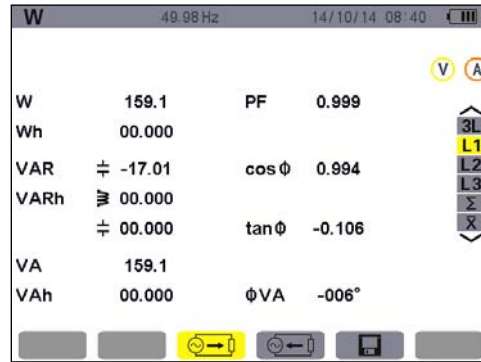 W 49.98 Hz 14/10/14 08:40
V A
W 159.1 PF 0.999
3L
Wh 00.000
L1
L2
VAR -17.01 cos Φ 0.994
L3
VARh 00.000
Σ
00.000 tan Φ -0.106
X̄
VA 159.1
VAh 00.000 ΦVA -006°